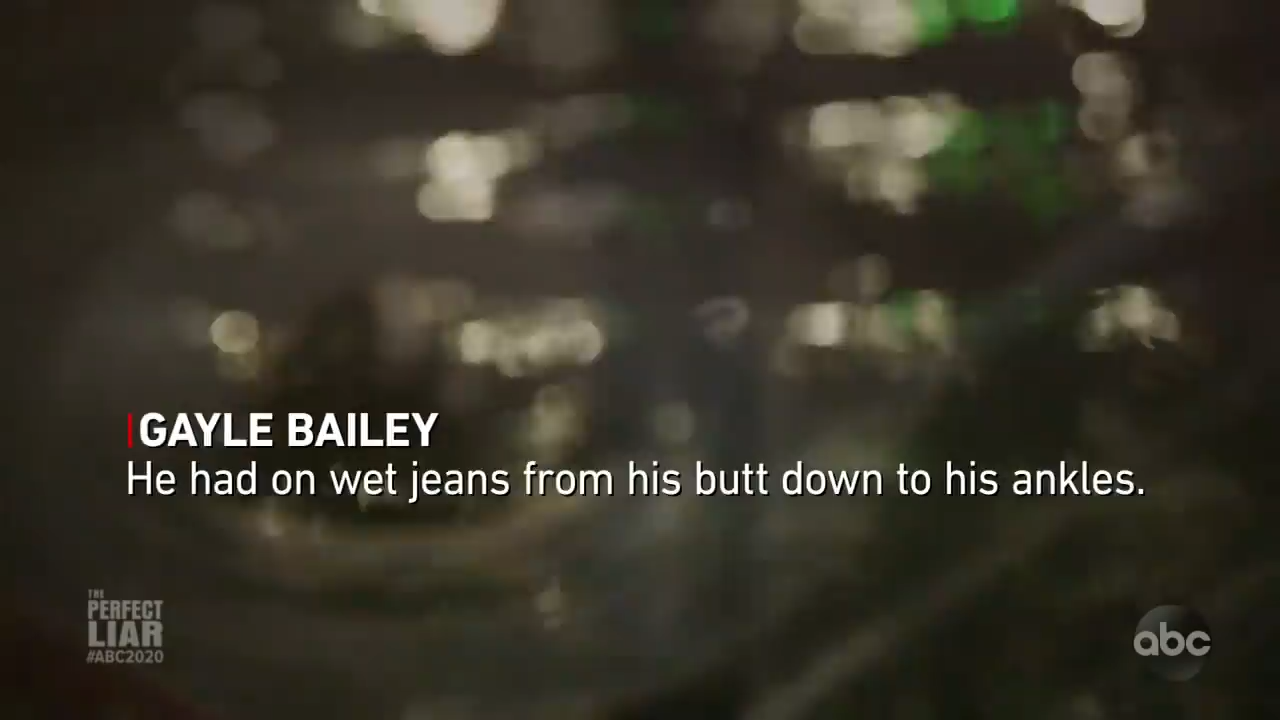 GAYLE BAILEY
He had on wet jeans from his butt down to his ankles.
THE
PERFECT
LIAR
#ABC2020
abc